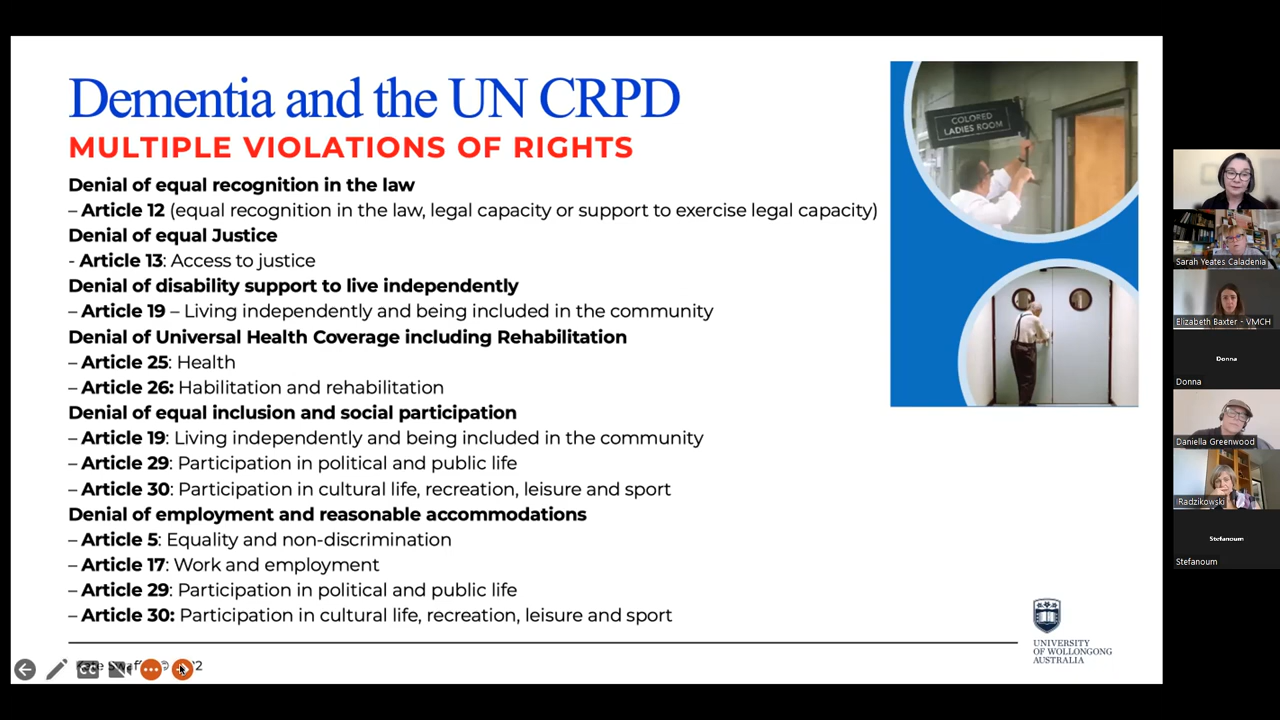 Dementia and the UN CRPD
MULTIPLE VIOLATIONS OF RIGHTS
Denial of equal recognition in the law
– Article 12 (equal recognition in the law, legal capacity or support to exercise legal capacity)
Denial of equal Justice
- Article 13: Access to justice
Denial of disability support to live independently
– Article 19 – Living independently and being included in the community
Denial of Universal Health Coverage including Rehabilitation
– Article 25: Health
– Article 26: Habilitation and rehabilitation
Denial of equal inclusion and social participation
– Article 19: Living independently and being included in the community
– Article 29: Participation in political and public life
– Article 30: Participation in cultural life, recreation, leisure and sport
Denial of employment and reasonable accommodations
– Article 5: Equality and non-discrimination
– Article 17: Work and employment
– Article 29: Participation in political and public life
– Article 30: Participation in cultural life, recreation, leisure and sport
COLORED
LADIES ROOM
UNIVERSITY
OF WOLLONGONG
AUSTRALIA
CC
Sarah Yeates Caladenia
Elizabeth Baxter - VMCH
Donna
Donna
Daniella Greenwood
Radzikowski
Stefanoum
Stefanoum